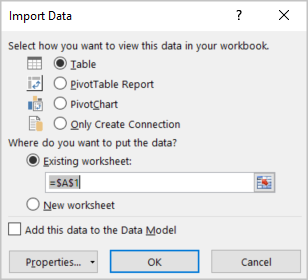 Import Data
?
Select how you want to view this data in your workbook.
Table
PivotTable Report
PivotChart
Only Create Connection
Where do you want to put the data?
Existing worksheet:
=$A$1
New worksheet
Add this data to the Data Model
Properties...
OK
Cancel